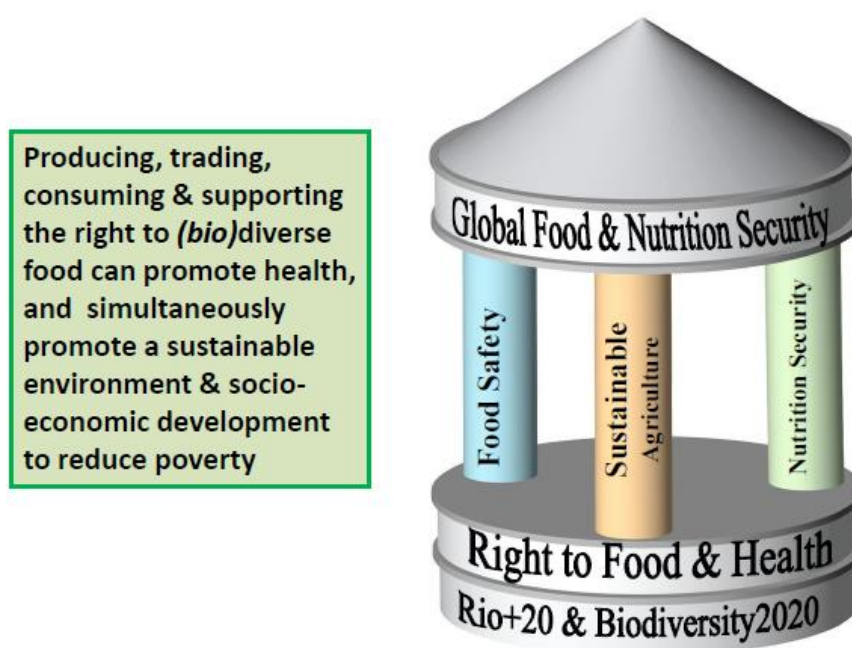 Producing, trading,
consuming & supporting
the right to (bio)diverse
food can promote health,
and simultaneously
promote a sustainable
environment & socio-
economic development
to reduce poverty
Global Food & Nutrition Security
Food Safety
Sustainable
Agriculture
Nutrition Security
Right to Food & Health
Rio+20 & Biodiversity2020